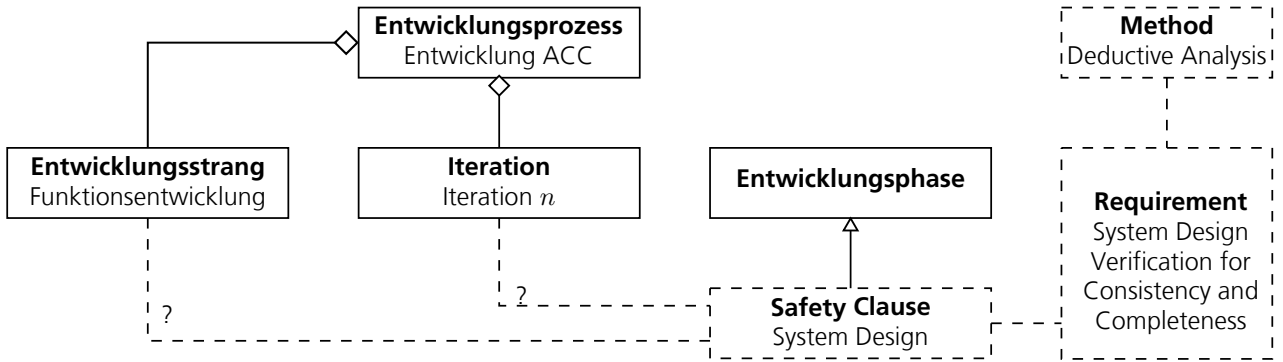 Entwicklungsprozess
Entwicklung ACC
Method
Deductive Analysis
Entwicklungsstrang
Funktionsentwicklung
Iteration
Iteration n
Entwicklungsphase
Requirement
System Design
Verification for
Consistency and
Completeness
?
?
Safety Clause
System Design